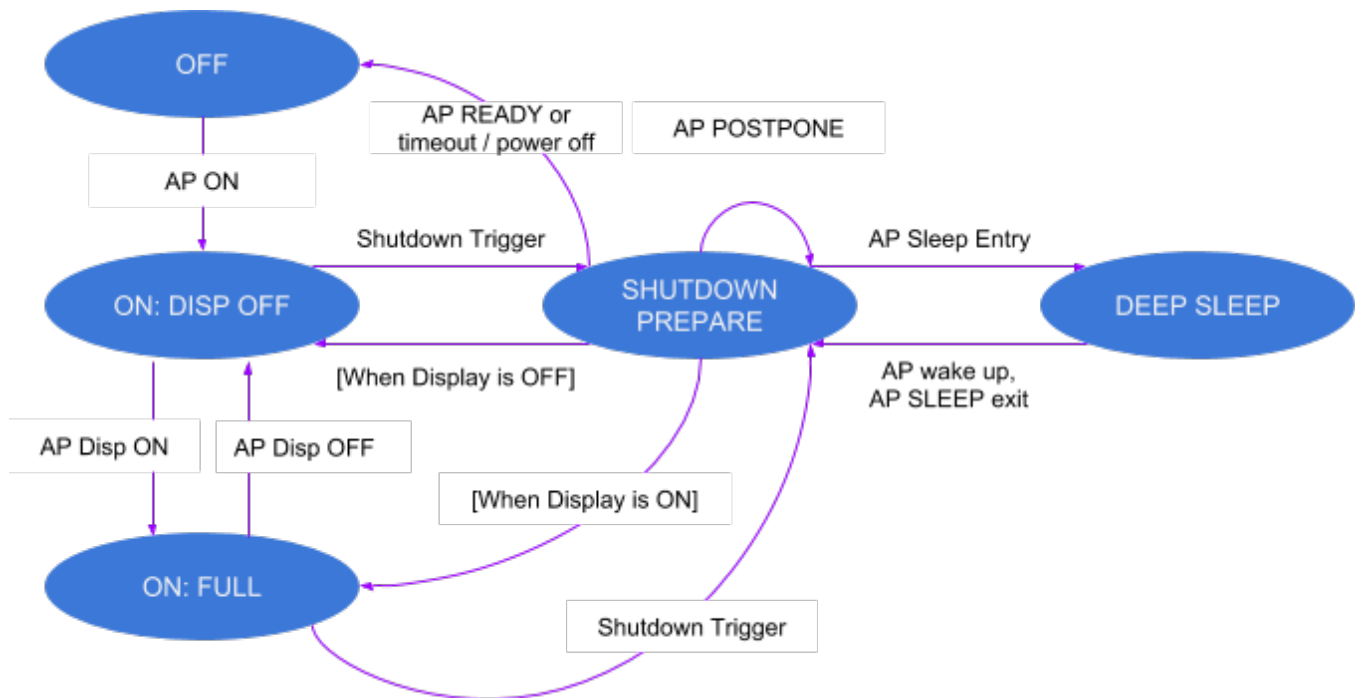 OFF
AP READY or
timeout / power off
AP POSTPONE
AP ON
Shutdown Trigger
AP Sleep Entry
ON: DISP OFF
SHUTDOWN
PREPARE
DEEP SLEEP
[When Display is OFF]
AP wake up,
AP SLEEP exit
AP Disp ON
AP Disp OFF
[When Display is ON]
ON: FULL
Shutdown Trigger